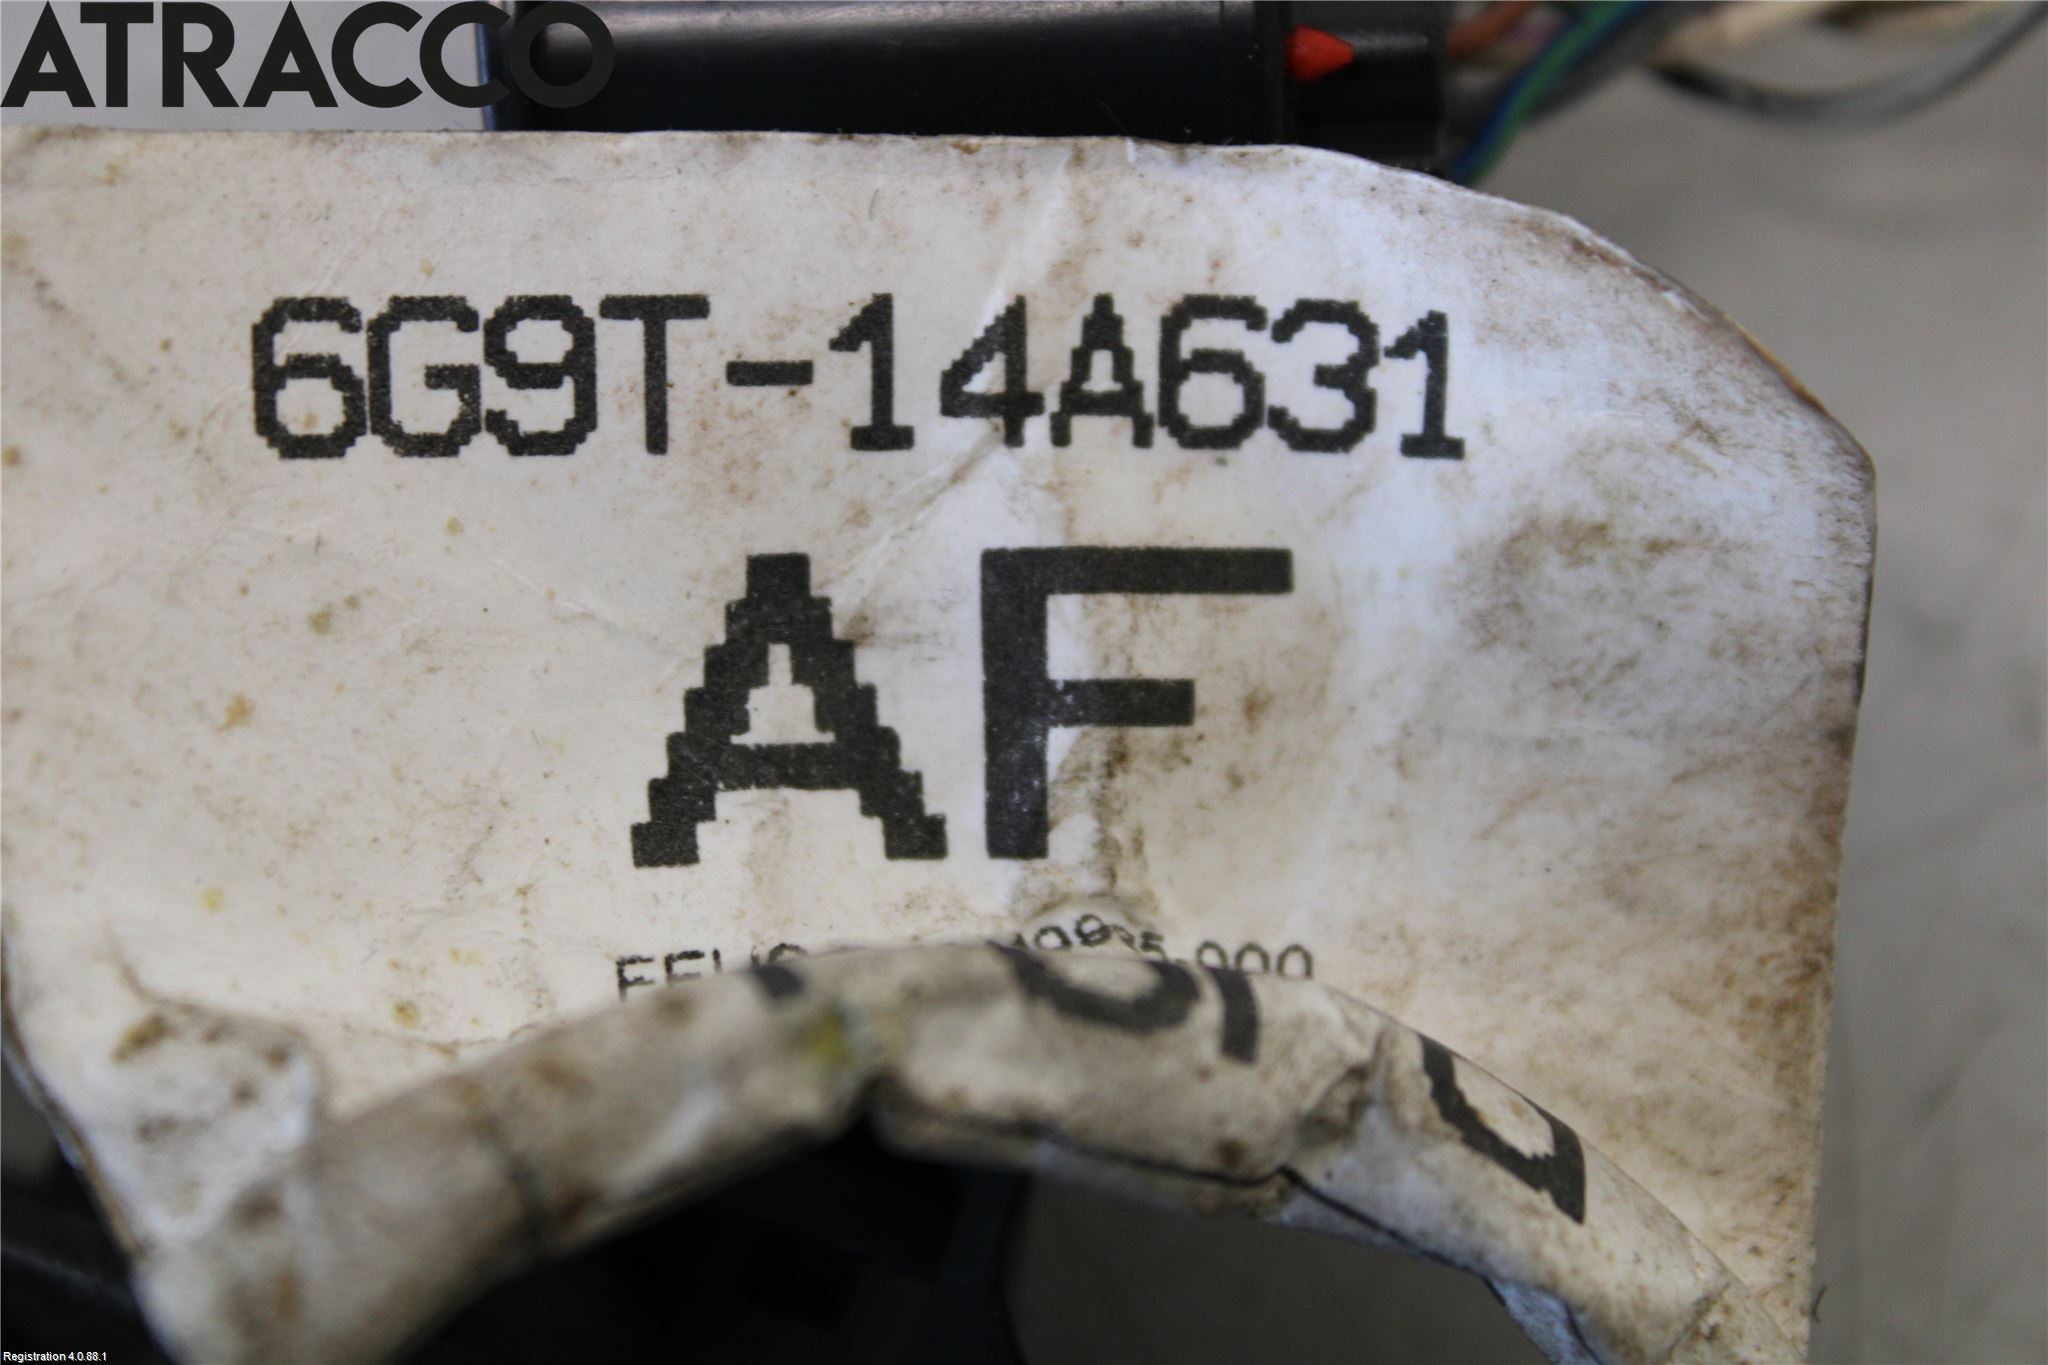 ATRACCO
6G9T-14A631
AF
Registration 4.0.88.1